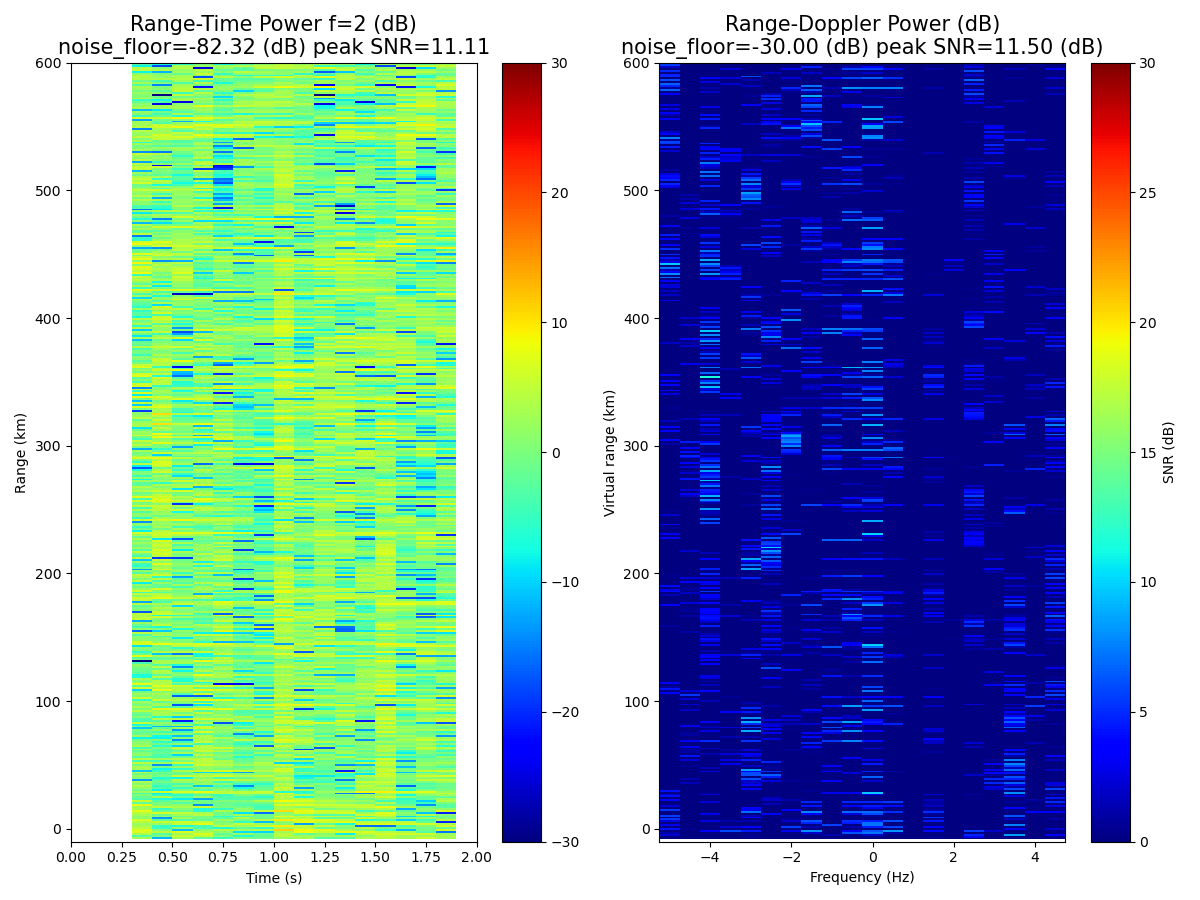 Range-Time Power f=2 (dB)
noise_floor=-82.32 (dB) peak SNR=11.11
Range-Doppler Power (dB)
noise_floor=-30.00 (dB) peak SNR=11.50 (dB)
600
500
400
300
200
100
0
Range (km)
0.00 0.25 0.50 0.75 1.00 1.25 1.50 1.75 2.00
Time (s)
30
20
10
0
−10
−20
−30
600
500
400
300
200
100
0
Virtual range (km)
−4 −2 0 2 4
Frequency (Hz)
30
25
20
15
10
5
0
SNR (dB)